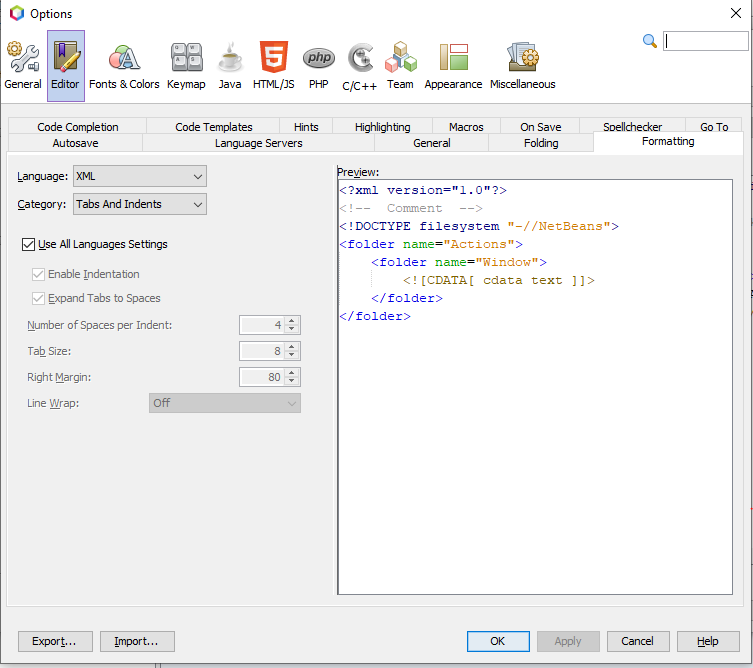 Options
General Editor Fonts & Colors Keymap Java HTML/JS PHP C/C++ Team Appearance Miscellaneous
Code Completion Code Templates Hints Highlighting Macros On Save Spellchecker Go To
Autosave Language Servers General Folding Formatting
Language: XML
Category: Tabs And Indents
Use All Languages Settings
Enable Indentation
Expand Tabs to Spaces
Number of Spaces per Indent: 4
Tab Size: 8
Right Margin: 80
Line Wrap: Off
Preview:
<?xml version="1.0"?>
<!--  Comment  -->
<!DOCTYPE filesystem "-//NetBeans">
<folder name="Actions">
    <folder name="Window">
        <![CDATA[ cdata text ]]>
    </folder>
</folder>
Export... Import... OK Apply Cancel Help